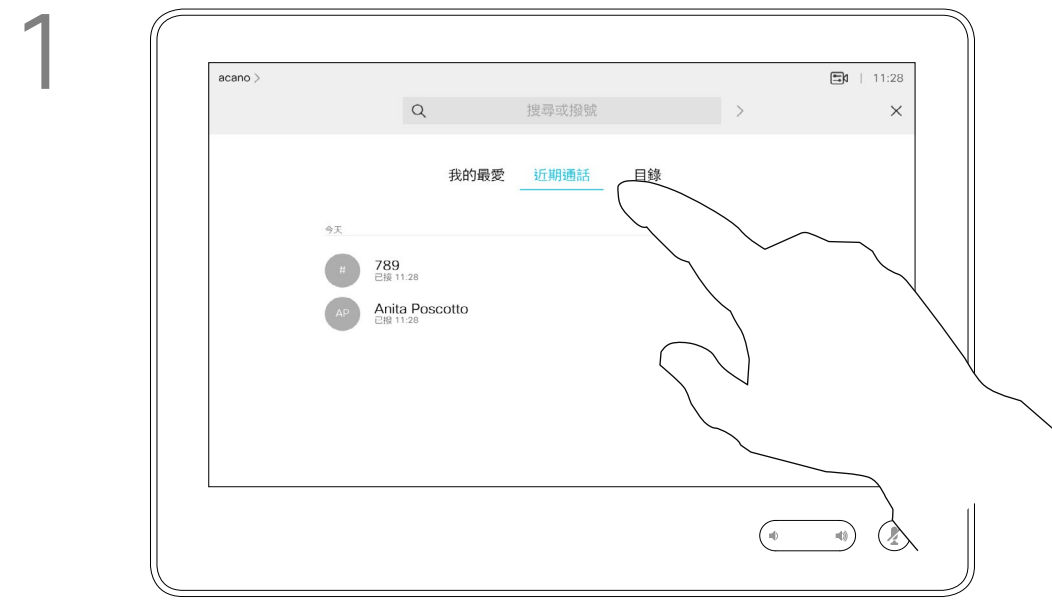 1
acano >
11:28
搜尋或撥號
我的最愛 近期通話 目錄
今天
# 789
已接 11:28
AP Anita Poscotto
已撥 11:28